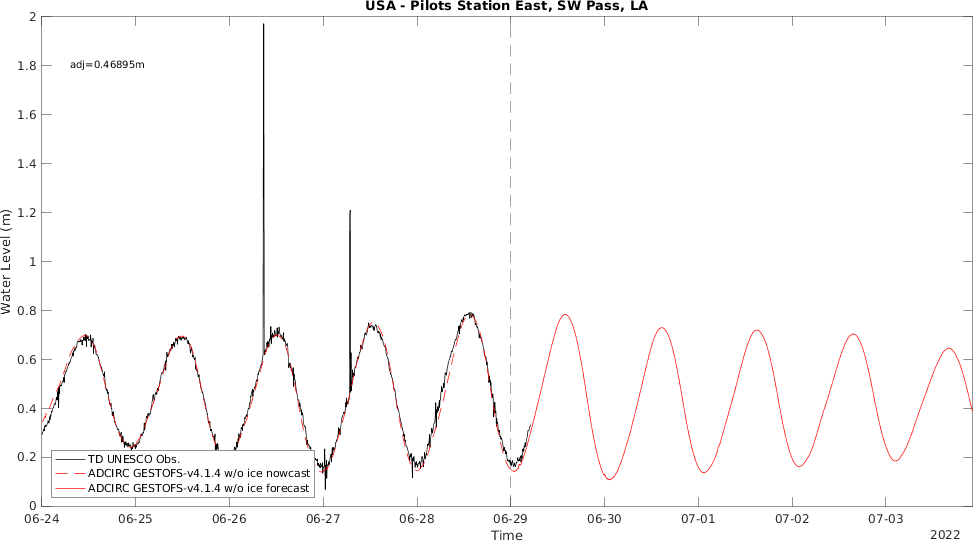 USA - Pilots Station East, SW Pass, LA
adj=0.46895m
Water Level (m)
2
1.8
1.6
1.4
1.2
1
0.8
0.6
0.4
0.2
0
TD UNESCO Obs.
ADCIRC GESTOFS-v4.1.4 w/o ice nowcast
ADCIRC GESTOFS-v4.1.4 w/o ice forecast
06-24 06-25 06-26 06-27 06-28 06-29 06-30 07-01 07-02 07-03
Time
2022